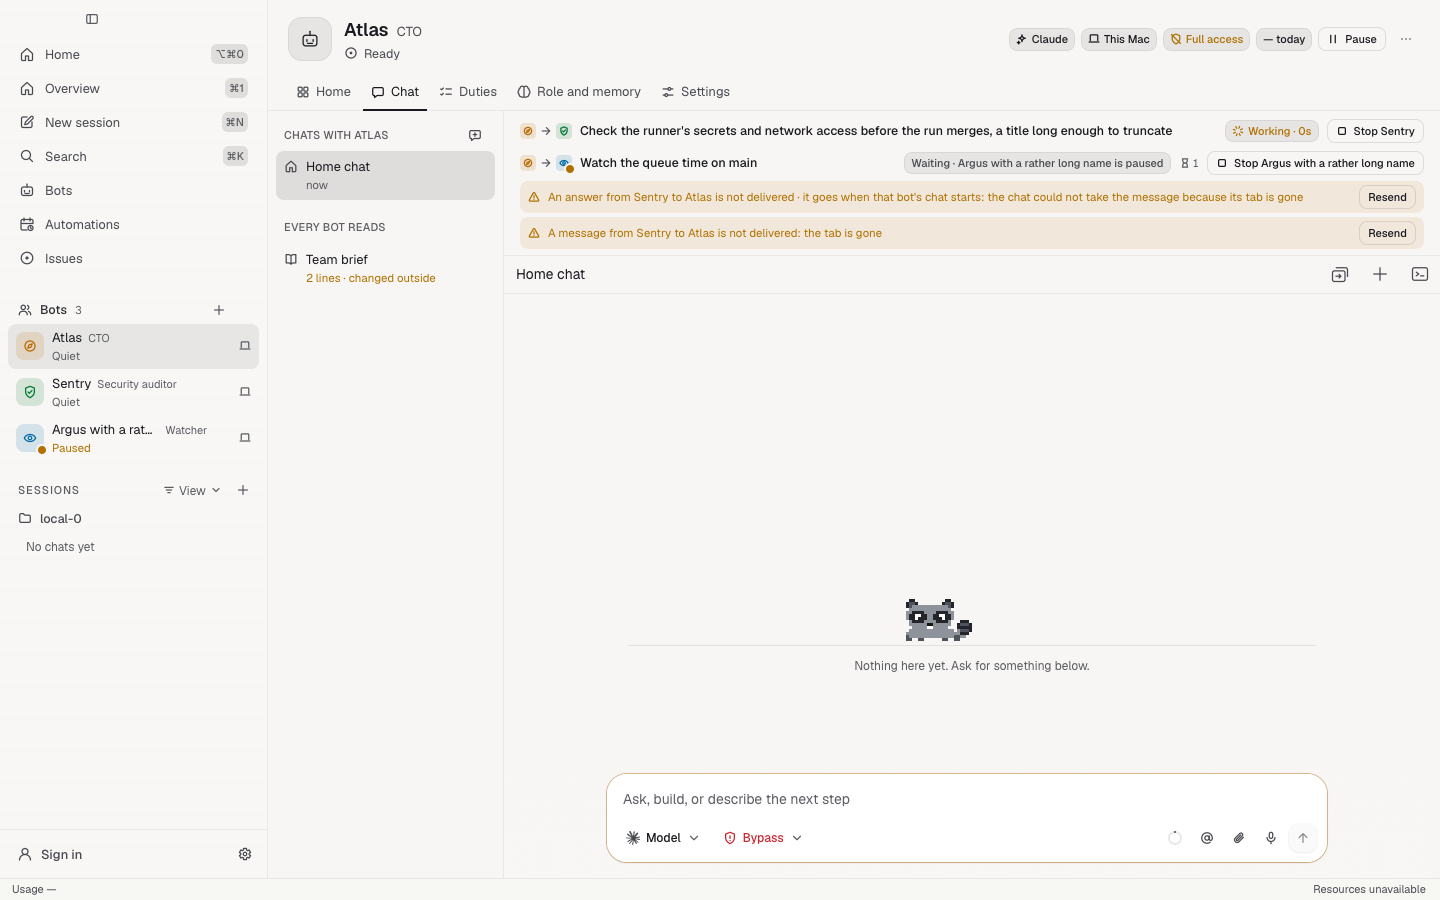 Home ⌥⌘0
Overview ⌘1
New session ⌘N
Search ⌘K
Bots
Automations
Issues
Bots 3
Atlas CTO
Quiet
Sentry Security auditor
Quiet
Argus with a rat… Watcher
Paused
SESSIONS View
local-0
No chats yet
Sign in
Usage —
Atlas CTO
Ready
Claude This Mac Full access — today Pause
Home Chat Duties Role and memory Settings
CHATS WITH ATLAS
Home chat
now
EVERY BOT READS
Team brief
2 lines · changed outside
Check the runner's secrets and network access before the run merges, a title long enough to truncate Working · 0s Stop Sentry
Watch the queue time on main Waiting · Argus with a rather long name is paused 1 Stop Argus with a rather long name
An answer from Sentry to Atlas is not delivered · it goes when that bot's chat starts: the chat could not take the message because its tab is gone Resend
A message from Sentry to Atlas is not delivered: the tab is gone Resend
Home chat
Nothing here yet. Ask for something below.
Ask, build, or describe the next step
Model Bypass
Resources unavailable